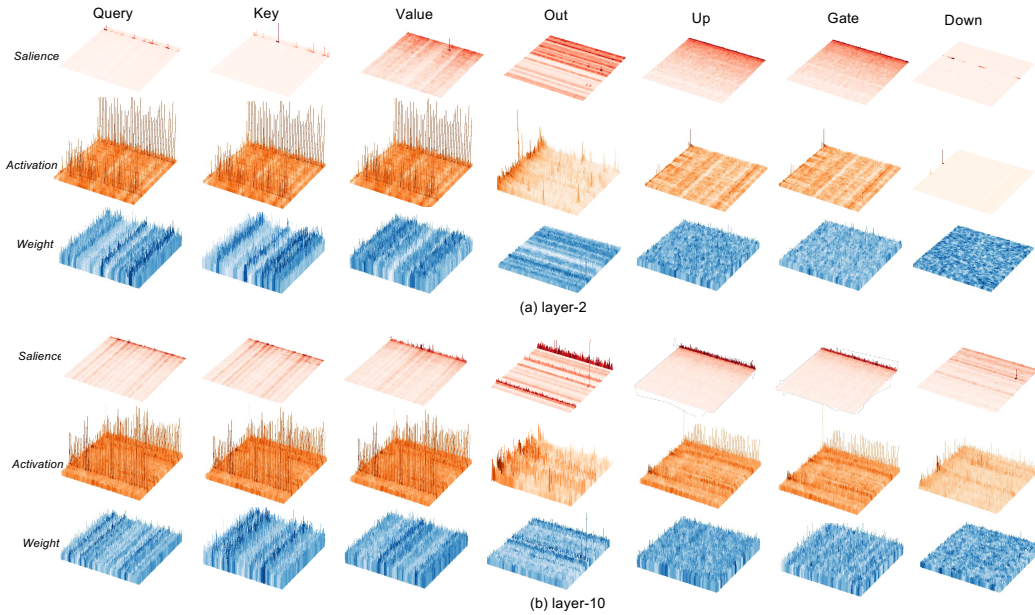 Query Key Value Out Up Gate Down
Salience
Activation
Weight
(a) layer-2
Salience
Activation
Weight
(b) layer-10